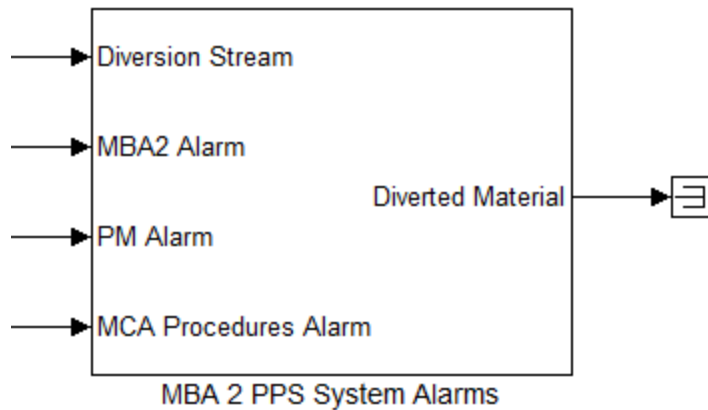 Diversion Stream
MBA2 Alarm
Diverted Material
PM Alarm
MCA Procedures Alarm
MBA 2 PPS System Alarms